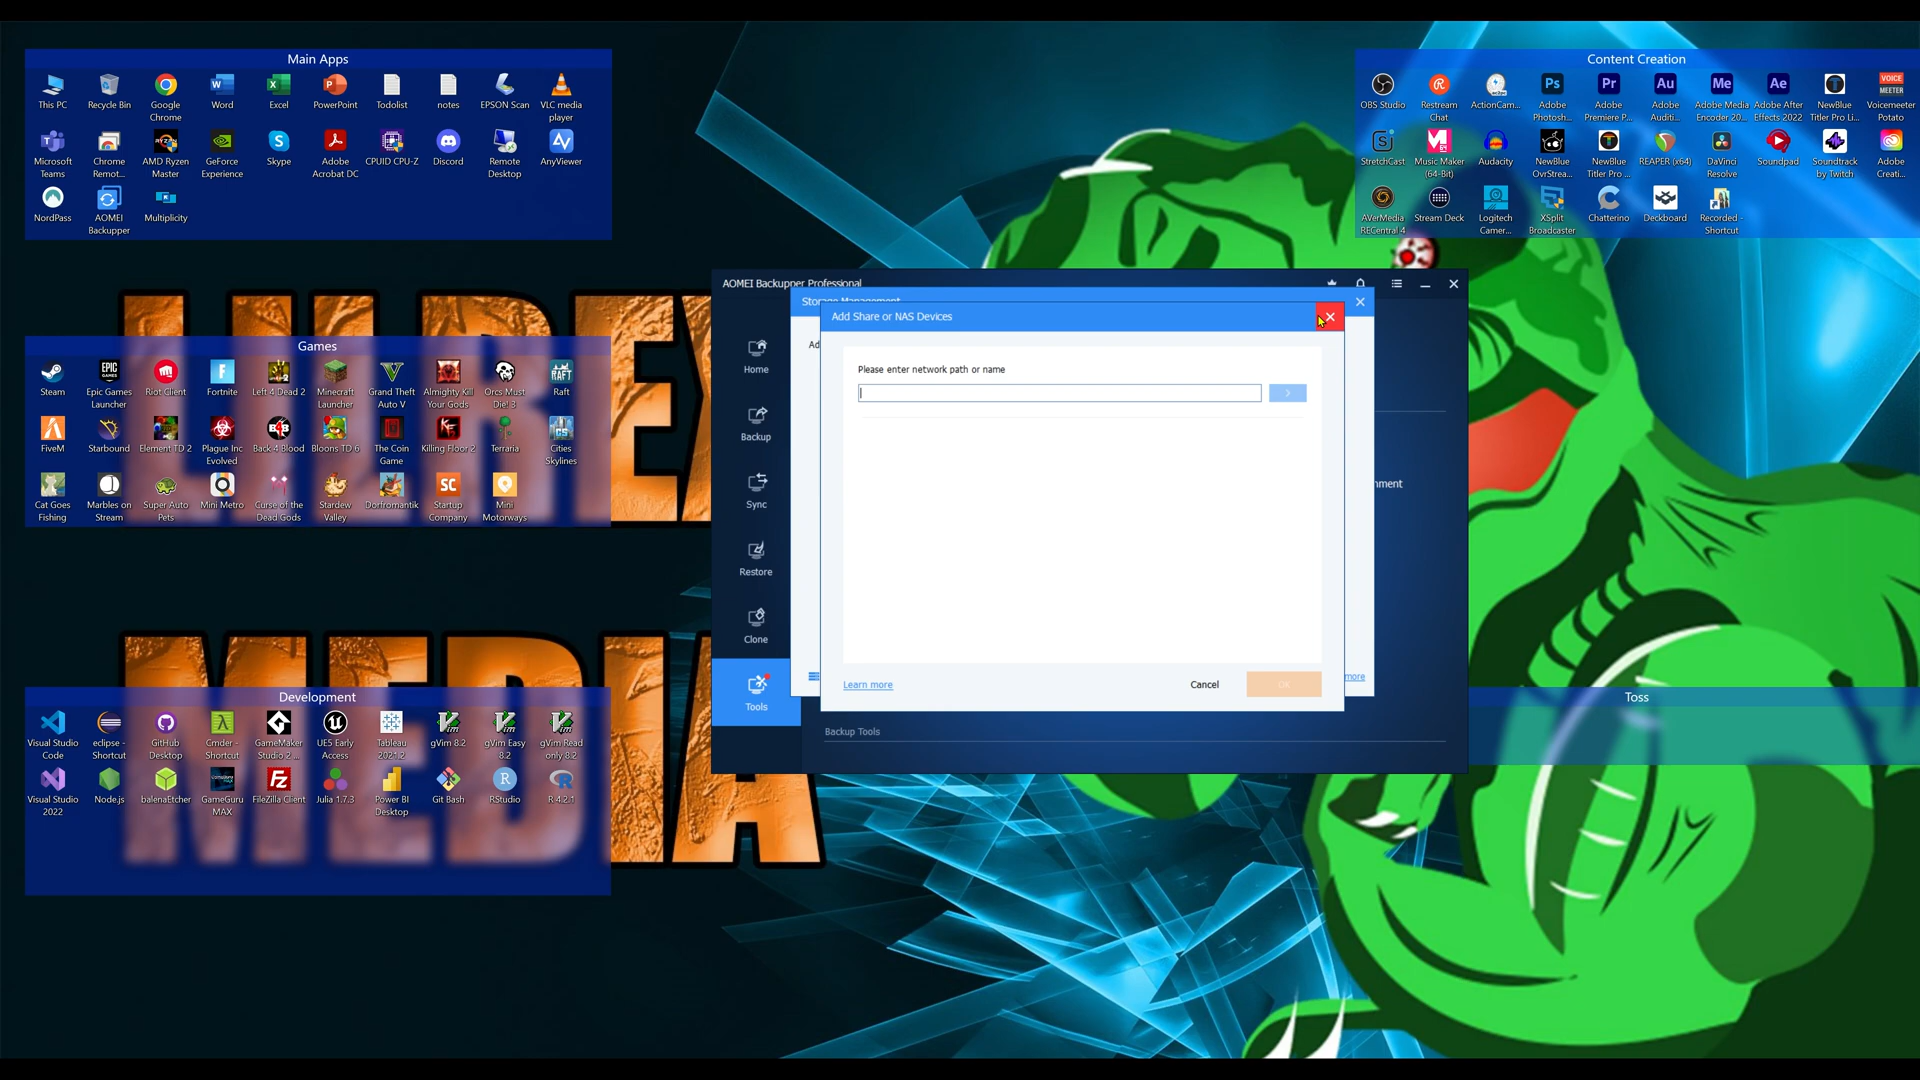 Main Apps
This PC
Recycle Bin
Google
Chrome
Word
Excel
PowerPoint
Todolist
notes
EPSON Scan
VLC media
player
Microsoft
Teams
Chrome
Remot...
AMD Ryzen
Master
GeForce
Experience
Skype
Adobe
Acrobat DC
CPUID CPU-Z
Discord
Remote
Desktop
AnyViewer
NordPass
AOMEI
Backupper
Multiplicity
Content Creation
OBS Studio
Restream
Chat
ActionCam...
Adobe
Photosh...
Adobe
Premiere P...
Adobe
Auditi...
Adobe Media
Encoder 20...
Adobe After
Effects 2022
NewBlue
Titler Pro Li...
Voicemeeter
Potato
StretchCast
Music Maker
(64-Bit)
Audacity
NewBlue
OvrStrea...
NewBlue
Titler Pro ...
REAPER (x64)
DaVinci
Resolve
Soundpad
Soundtrack
by Twitch
Adobe
Creati...
AVerMedia
RECentral 4
Stream Deck
Logitech
Camer...
XSplit
Broadcaster
Chatterino
Deckboard
Recorded -
Shortcut
Games
Steam
Epic Games
Launcher
Riot Client
Fortnite
Left 4 Dead 2
Minecraft
Launcher
Grand Theft
Auto V
Almighty Kill
Your Gods
Orcs Must
Die! 3
Raft
FiveM
Starbound
Element TD 2
Plague Inc
Evolved
Back 4 Blood
Bloons TD 6
The Coin
Game
Killing Floor 2
Terraria
Cities
Skylines
Cat Goes
Fishing
Marbles on
Stream
Super Auto
Pets
Mini Metro
Curse of the
Dead Gods
Stardew
Valley
Dorfromantik
Startup
Company
Mini
Motorways
Development
Visual Studio
Code
eclipse -
Shortcut
GitHub
Desktop
Cmder -
Shortcut
GameMaker
Studio 2 ...
UE5 Early
Access
Tableau
2021.2
gVim 8.2
gVim Easy
8.2
gVim Read
only 8.2
Visual Studio
2022
Node.js
balenaEtcher
GameGuru
MAX
FileZilla Client
Julia 1.7.3
Power BI
Desktop
Git Bash
RStudio
R 4.2.1
MEDIA
AOMEI Backupper Professional
Storage Management
Add Share or NAS Devices
Ad
Please enter network path or name
Home
Backup
Sync
Restore
Clone
Tools
nment
more
Learn more
Cancel
OK
Backup Tools
Toss